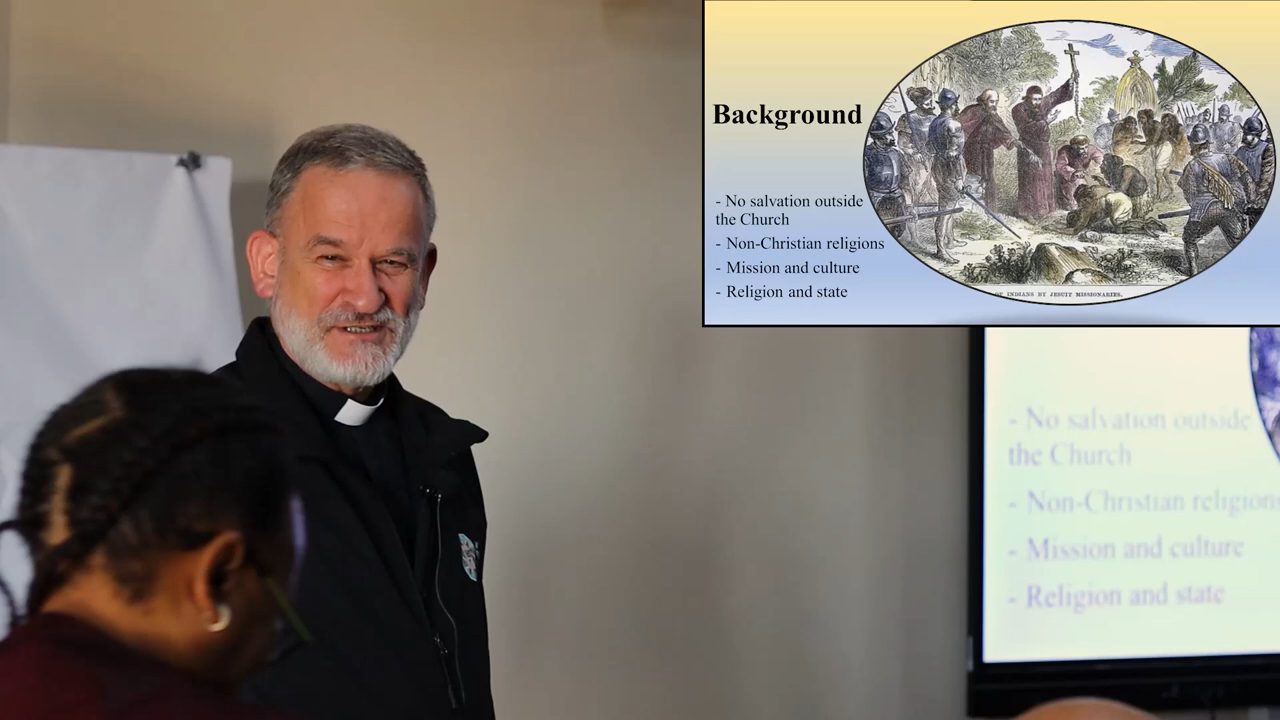 Background
- No salvation outside
the Church
- Non-Christian religions
- Mission and culture
- Religion and state
OF INDIANS BY JESUIT MISSIONARIES.
- No salvation outside
the Church
- Non-Christian religions
- Mission and culture
- Religion and state